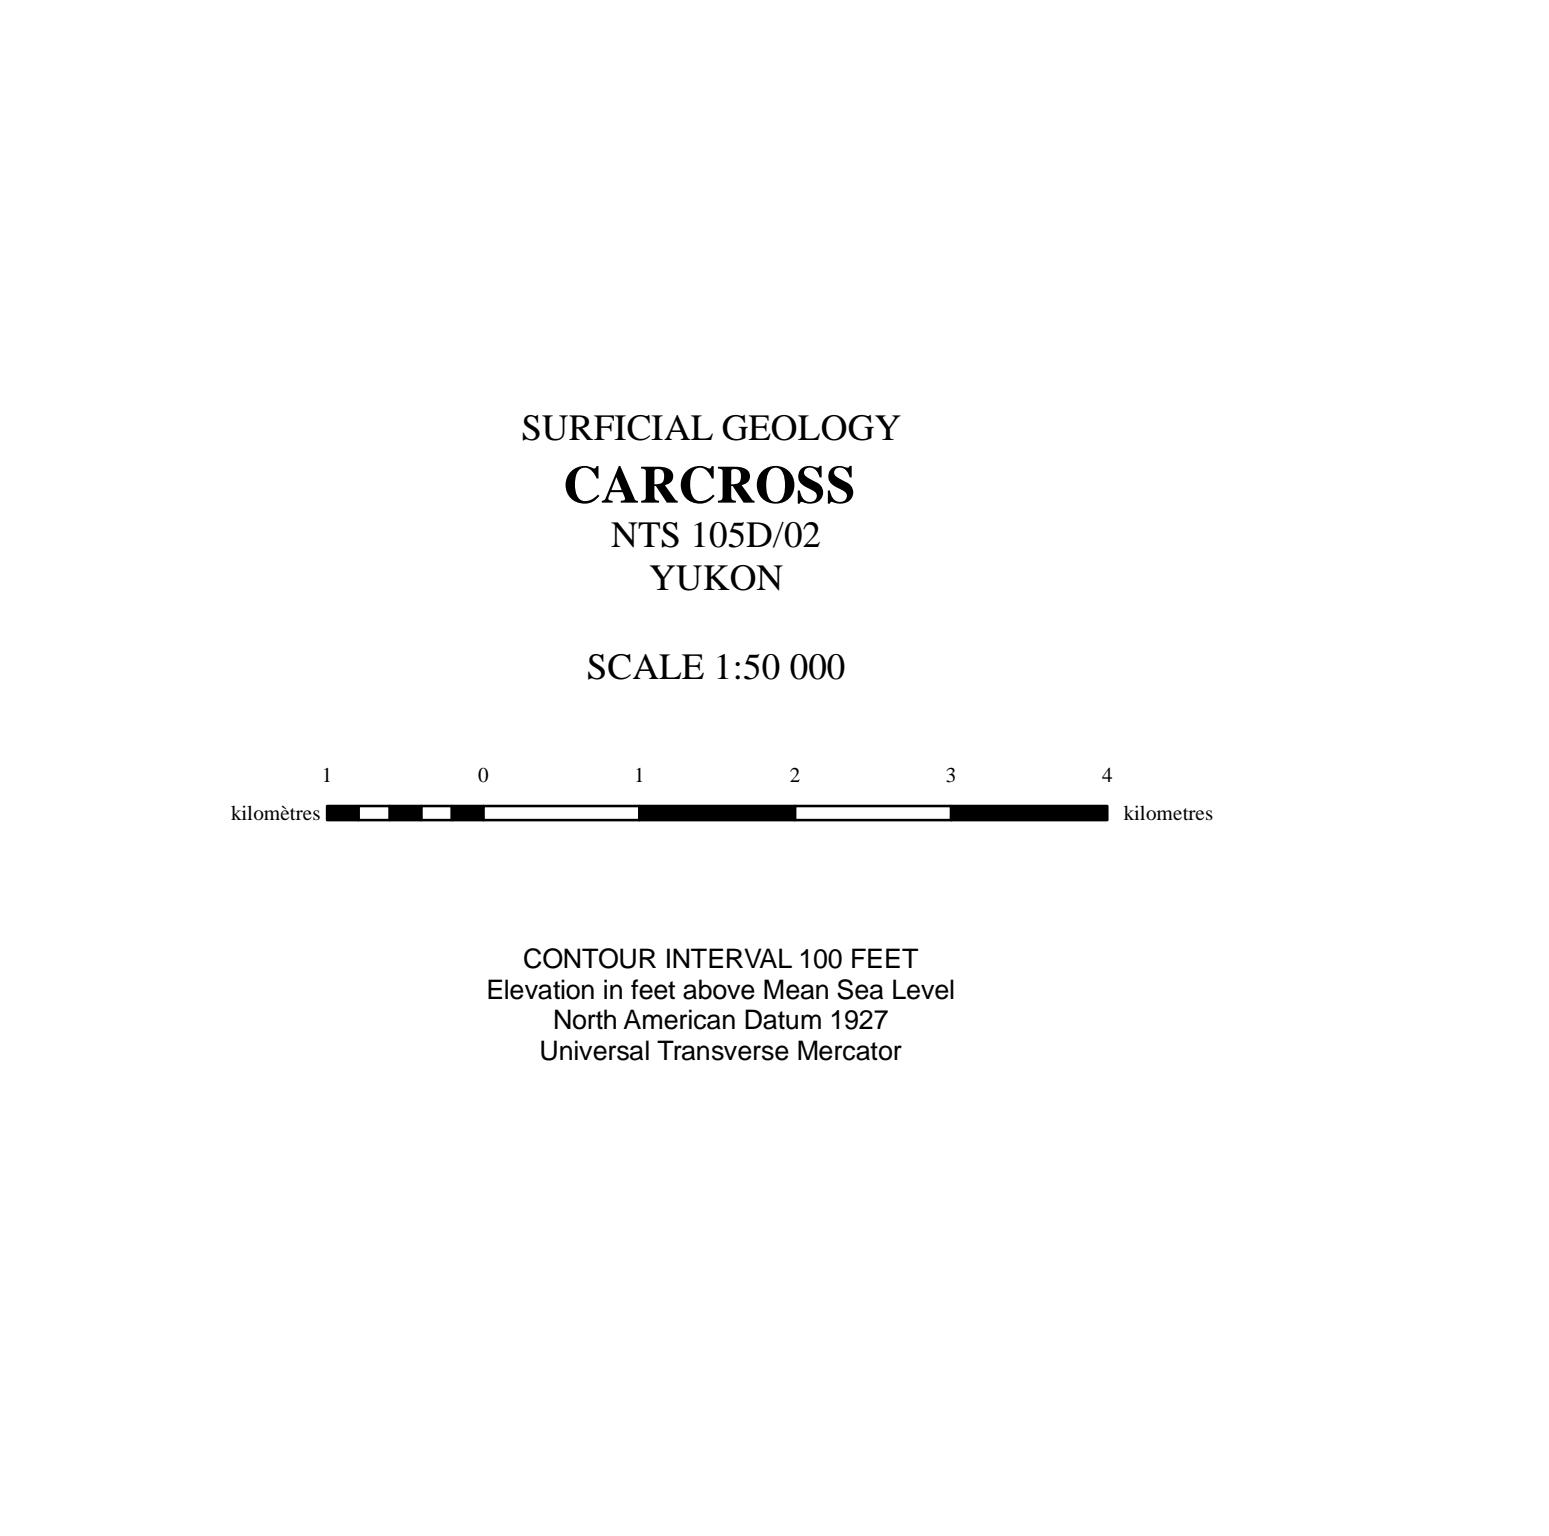 SURFICIAL GEOLOGY
CARCROSS
NTS 105D/02
YUKON
SCALE 1:50 000
1 0 1 2 3 4
kilomètres kilometres
CONTOUR INTERVAL 100 FEET
Elevation in feet above Mean Sea Level
North American Datum 1927
Universal Transverse Mercator